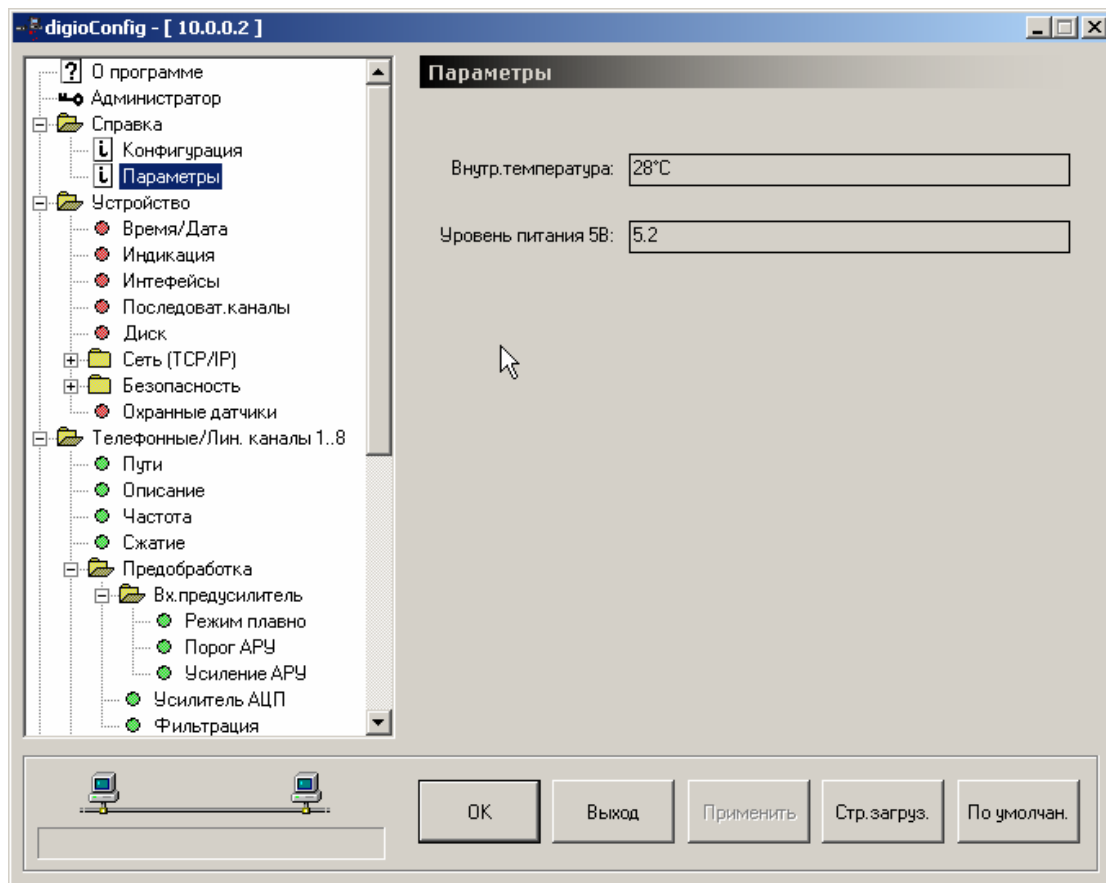 digioConfig - [ 10.0.0.2 ]
О программе
Администратор
Справка
Конфигурация
Параметры
Устройство
Время/Дата
Индикация
Интефейсы
Последоват.каналы
Диск
Сеть (TCP/IP)
Безопасность
Охранные датчики
Телефонные/Лин. каналы 1..8
Пути
Описание
Частота
Сжатие
Предобработка
Вх.предусилитель
Режим плавно
Порог АРУ
Усиление АРУ
Усилитель АЦП
Фильтрация
Параметры
Внутр.температура: 28°C
Уровень питания 5В: 5.2
OK Выход Применить Стр.загруз. По умолчан.